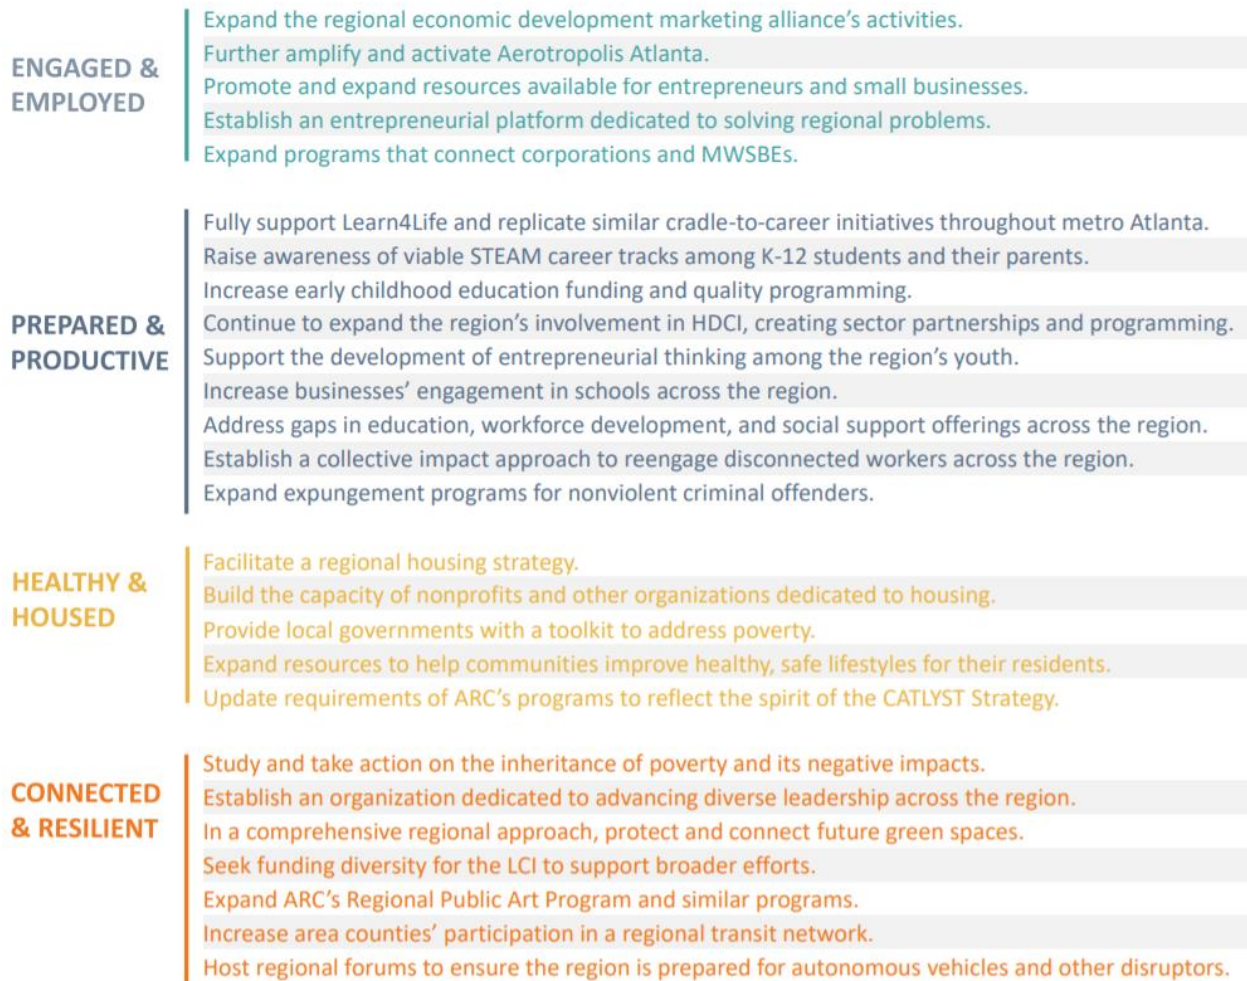 ENGAGED &
EMPLOYED
Expand the regional economic development marketing alliance's activities.
Further amplify and activate Aerotropolis Atlanta.
Promote and expand resources available for entrepreneurs and small businesses.
Establish an entrepreneurial platform dedicated to solving regional problems.
Expand programs that connect corporations and MWSBEs.
PREPARED &
PRODUCTIVE
Fully support Learn4Life and replicate similar cradle-to-career initiatives throughout metro Atlanta.
Raise awareness of viable STEAM career tracks among K-12 students and their parents.
Increase early childhood education funding and quality programming.
Continue to expand the region's involvement in HDCI, creating sector partnerships and programming.
Support the development of entrepreneurial thinking among the region's youth.
Increase businesses' engagement in schools across the region.
Address gaps in education, workforce development, and social support offerings across the region.
Establish a collective impact approach to reengage disconnected workers across the region.
Expand expungement programs for nonviolent criminal offenders.
HEALTHY &
HOUSED
Facilitate a regional housing strategy.
Build the capacity of nonprofits and other organizations dedicated to housing.
Provide local governments with a toolkit to address poverty.
Expand resources to help communities improve healthy, safe lifestyles for their residents.
Update requirements of ARC's programs to reflect the spirit of the CATLYST Strategy.
CONNECTED
& RESILIENT
Study and take action on the inheritance of poverty and its negative impacts.
Establish an organization dedicated to advancing diverse leadership across the region.
In a comprehensive regional approach, protect and connect future green spaces.
Seek funding diversity for the LCI to support broader efforts.
Expand ARC's Regional Public Art Program and similar programs.
Increase area counties' participation in a regional transit network.
Host regional forums to ensure the region is prepared for autonomous vehicles and other disruptors.